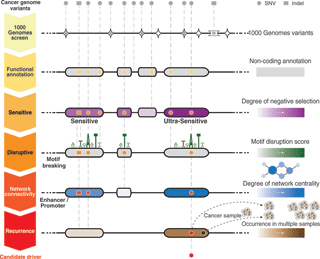 Cancer genome
variants
SNV
Indel
1000
Genomes
screen
1000 Genomes variants
Functional
annotation
Non-coding annotation
Sensitive
Sensitive
Ultra-Sensitive
Degree of negative selection
Disruptive
Motif
breaking
Motif disruption score
Network
connectivity
Enhancer /
Promoter
Degree of network centrality
Recurrence
Cancer sample
Occurrence in multiple samples
Candidate driver